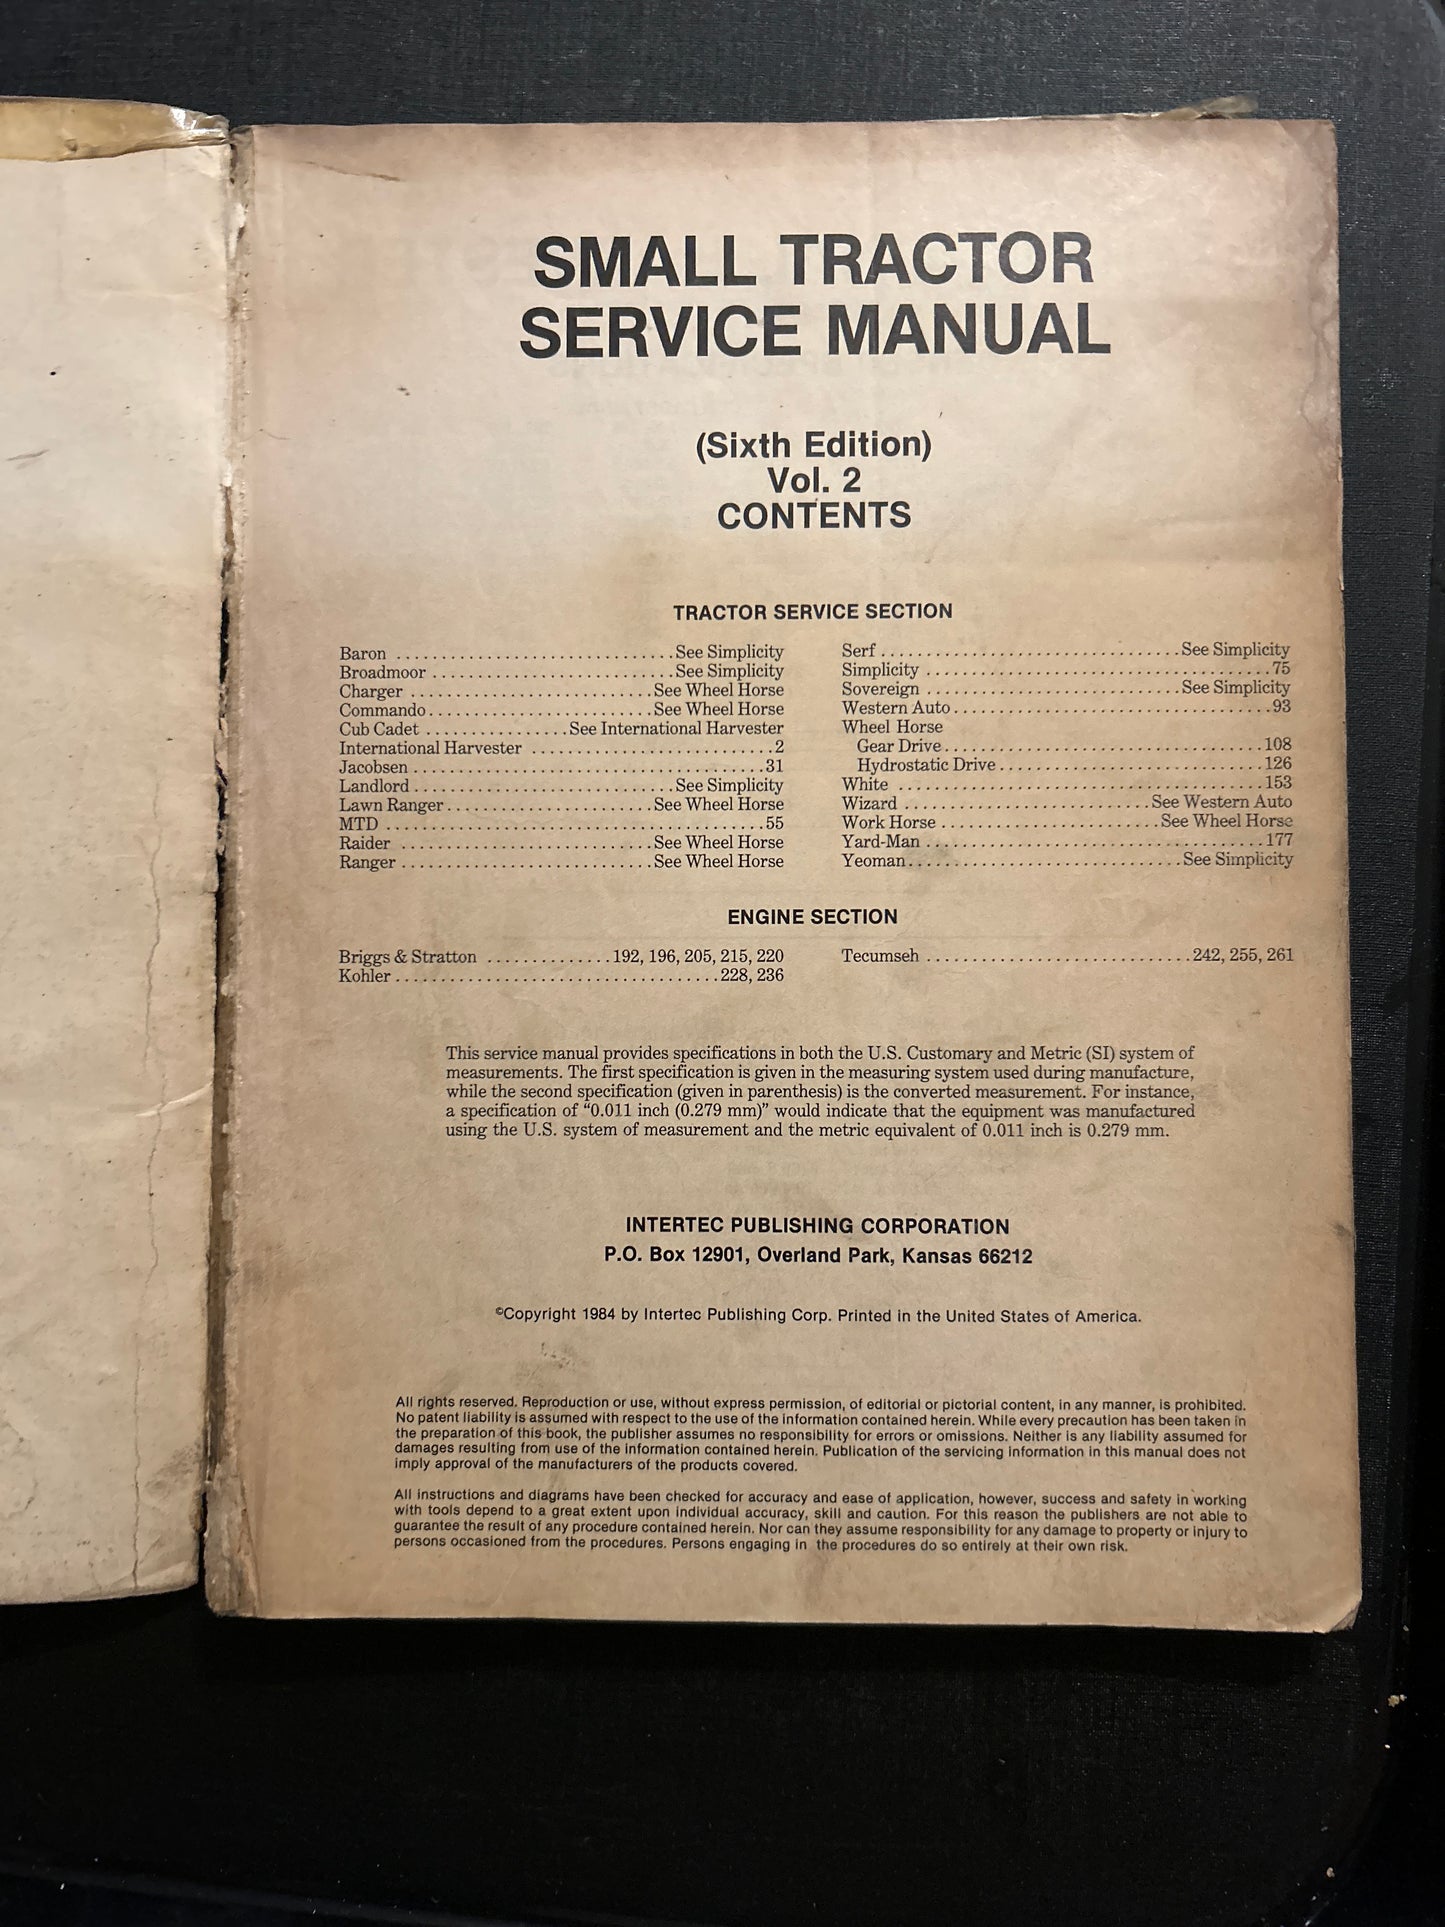 SMALL TRACTOR
SERVICE MANUAL
(Sixth Edition)
Vol. 2
CONTENTS
TRACTOR SERVICE SECTION
Baron .............................. See Simplicity
Broadmoor .......................... See Simplicity
Charger .......................... See Wheel Horse
Commando ........................ See Wheel Horse
Cub Cadet ............... See International Harvester
International Harvester .......................... 2
Jacobsen ...................................... 31
Landlord ............................ See Simplicity
Lawn Ranger ...................... See Wheel Horse
MTD .......................................... 55
Raider ........................... See Wheel Horse
Ranger ........................... See Wheel Horse
Serf ................................ See Simplicity
Simplicity ..................................... 75
Sovereign ........................... See Simplicity
Western Auto .................................. 93
Wheel Horse
Gear Drive .................................. 108
Hydrostatic Drive ............................ 126
White ........................................ 153
Wizard .......................... See Western Auto
Work Horse ....................... See Wheel Horse
Yard-Man ..................................... 177
Yeoman ............................. See Simplicity
ENGINE SECTION
Briggs & Stratton .............. 192, 196, 205, 215, 220
Kohler ................................... 228, 236
Tecumseh ............................ 242, 255, 261
This service manual provides specifications in both the U.S. Customary and Metric (SI) system of
measurements. The first specification is given in the measuring system used during manufacture,
while the second specification (given in parenthesis) is the converted measurement. For instance,
a specification of “0.011 inch (0.279 mm)” would indicate that the equipment was manufactured
using the U.S. system of measurement and the metric equivalent of 0.011 inch is 0.279 mm.
INTERTEC PUBLISHING CORPORATION
P.O. Box 12901, Overland Park, Kansas 66212
©Copyright 1984 by Intertec Publishing Corp. Printed in the United States of America.
All rights reserved. Reproduction or use, without express permission, of editorial or pictorial content, in any manner, is prohibited.
No patent liability is assumed with respect to the use of the information contained herein. While every precaution has been taken in
the preparation of this book, the publisher assumes no responsibility for errors or omissions. Neither is any liability assumed for
damages resulting from use of the information contained herein. Publication of the servicing information in this manual does not
imply approval of the manufacturers of the products covered.
All instructions and diagrams have been checked for accuracy and ease of application, however, success and safety in working
with tools depend to a great extent upon individual accuracy, skill and caution. For this reason the publishers are not able to
guarantee the result of any procedure contained herein. Nor can they assume responsibility for any damage to property or injury to
persons occasioned from the procedures. Persons engaging in the procedures do so entirely at their own risk.